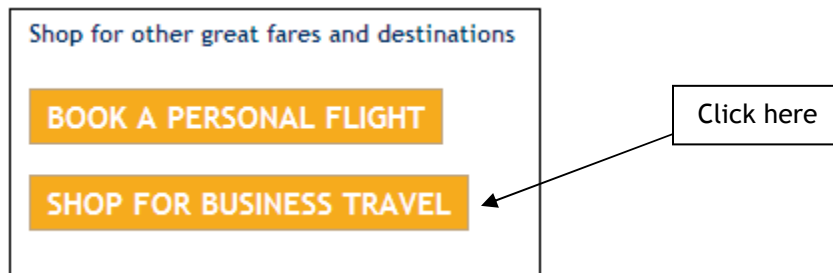 Shop for other great fares and destinations
BOOK A PERSONAL FLIGHT
Click here
SHOP FOR BUSINESS TRAVEL